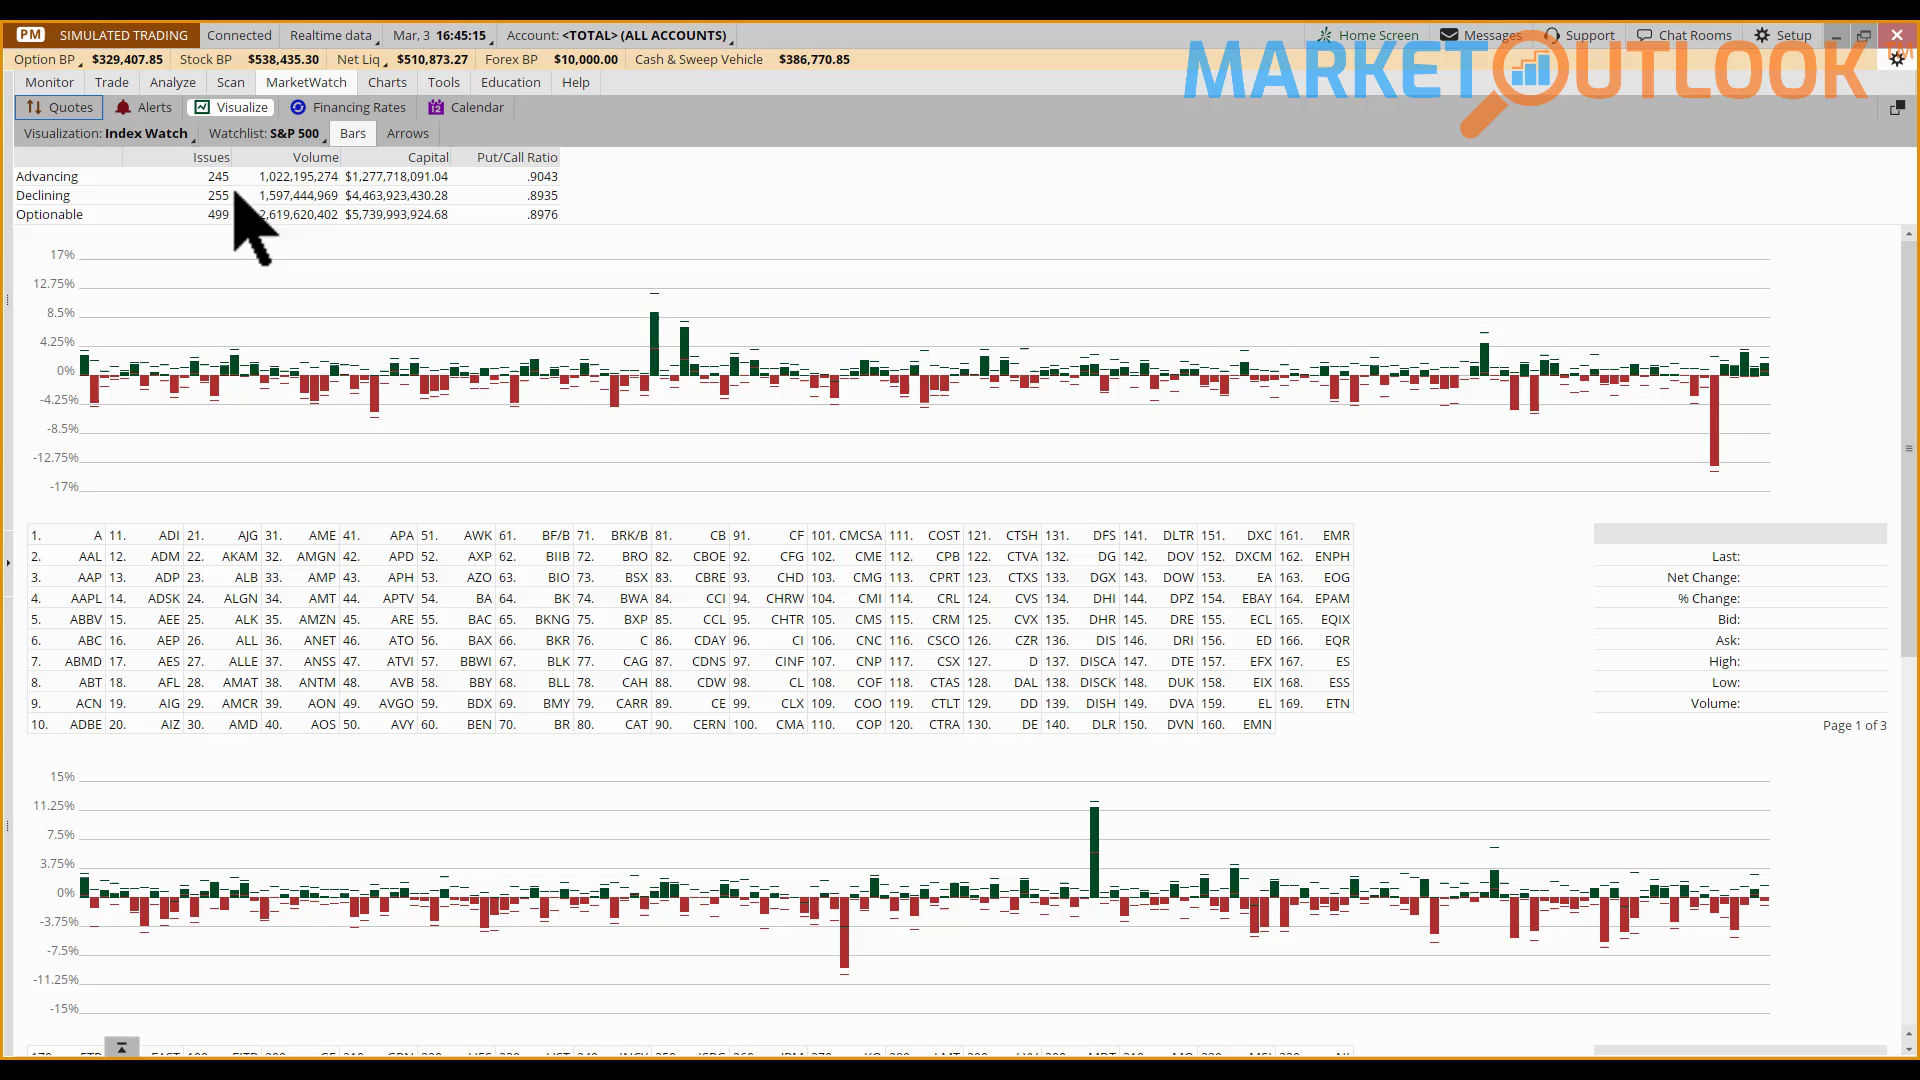 PM SIMULATED TRADING Connected Realtime data Mar, 3 16:45:15 Account: <TOTAL> (ALL ACCOUNTS) Home Screen Messages Support Chat Rooms Setup
MARKET OUTLOOK
Option BP $329,407.85 Stock BP $538,435.30 Net Liq $510,873.27 Forex BP $10,000.00 Cash & Sweep Vehicle $386,770.85
Monitor Trade Analyze Scan MarketWatch Charts Tools Education Help
Quotes Alerts Visualize Financing Rates Calendar
Visualization: Index Watch Watchlist: S&P 500 Bars Arrows
Issues Volume Capital Put/Call Ratio
Advancing 245 1,022,195,274 $1,277,718,091.04 .9043
Declining 255 1,597,444,969 $4,463,923,430.28 .8935
Optionable 499 2,619,620,402 $5,739,993,924.68 .8976
17%
12.75%
8.5%
4.25%
0%
-4.25%
-8.5%
-12.75%
-17%
1. A 11. ADI 21. AJG 31. AME 41. APA 51. AWK 61. BF/B 71. BRK/B 81. CB 91. CF 101. CMCSA 111. COST 121. CTSH 131. DFS 141. DLTR 151. DXC 161. EMR
2. AAL 12. ADM 22. AKAM 32. AMGN 42. APD 52. AXP 62. BIIB 72. BRO 82. CBOE 92. CFG 102. CME 112. CPB 122. CTVA 132. DG 142. DOV 152. DXCM 162. ENPH Last:
3. AAP 13. ADP 23. ALB 33. AMP 43. APH 53. AZO 63. BIO 73. BSX 83. CBRE 93. CHD 103. CMG 113. CPRT 123. CTXS 133. DGX 143. DOW 153. EA 163. EOG Net Change:
4. AAPL 14. ADSK 24. ALGN 34. AMT 44. APTV 54. BA 64. BK 74. BWA 84. CCI 94. CHRW 104. CMI 114. CRL 124. CVS 134. DHI 144. DPZ 154. EBAY 164. EPAM % Change:
5. ABBV 15. AEE 25. ALK 35. AMZN 45. ARE 55. BAC 65. BKNG 75. BXP 85. CCL 95. CHTR 105. CMS 115. CRM 125. CVX 135. DHR 145. DRE 155. ECL 165. EQIX Bid:
6. ABC 16. AEP 26. ALL 36. ANET 46. ATO 56. BAX 66. BKR 76. C 86. CDAY 96. CI 106. CNC 116. CSCO 126. CZR 136. DIS 146. DRI 156. ED 166. EQR Ask:
7. ABMD 17. AES 27. ALLE 37. ANSS 47. ATVI 57. BBWI 67. BLK 77. CAG 87. CDNS 97. CINF 107. CNP 117. CSX 127. D 137. DISCA 147. DTE 157. EFX 167. ES High:
8. ABT 18. AFL 28. AMAT 38. ANTM 48. AVB 58. BBY 68. BLL 78. CAH 88. CDW 98. CL 108. COF 118. CTAS 128. DAL 138. DISCK 148. DUK 158. EIX 168. ESS Low:
9. ACN 19. AIG 29. AMCR 39. AON 49. AVGO 59. BDX 69. BMY 79. CARR 89. CE 99. CLX 109. COO 119. CTLT 129. DD 139. DISH 149. DVA 159. EL 169. ETN Volume:
10. ADBE 20. AIZ 30. AMD 40. AOS 50. AVY 60. BEN 70. BR 80. CAT 90. CERN 100. CMA 110. COP 120. CTRA 130. DE 140. DLR 150. DVN 160. EMN Page 1 of 3
15%
11.25%
7.5%
3.75%
0%
-3.75%
-7.5%
-11.25%
-15%